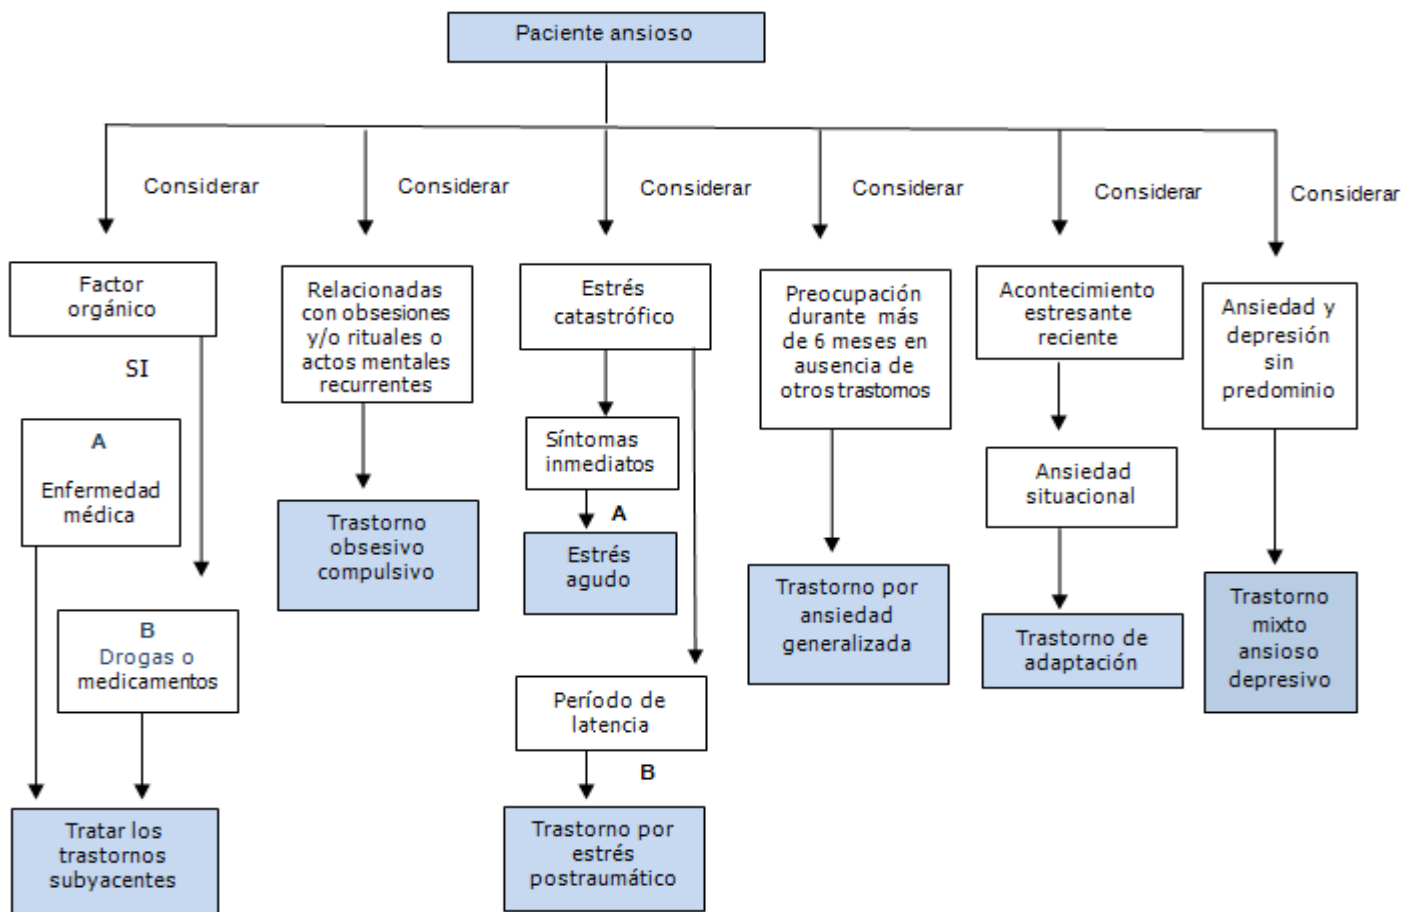 Paciente ansioso
Considerar
Considerar
Considerar
Considerar
Considerar
Considerar
Factor
orgánico
SI
A
Enfermedad
médica
B
Drogas o
medicamentos
Tratar los
trastornos
subyacentes
Relacionadas
con obsesiones
y/o rituales o
actos mentales
recurrentes
Trastorno
obsesivo
compulsivo
Estrés
catastrófico
Síntomas
inmediatos
A
Estrés
agudo
Período de
latencia
B
Trastorno por
estrés
postraumático
Preocupación
durante más
de 6 meses en
ausencia de
otros trastomos
Trastorno por
ansiedad
generalizada
Acontecimiento
estresante
reciente
Ansiedad
situacional
Trastorno de
adaptación
Ansiedad y
depresión
sin
predominio
Trastorno
mixto
ansioso
depresivo